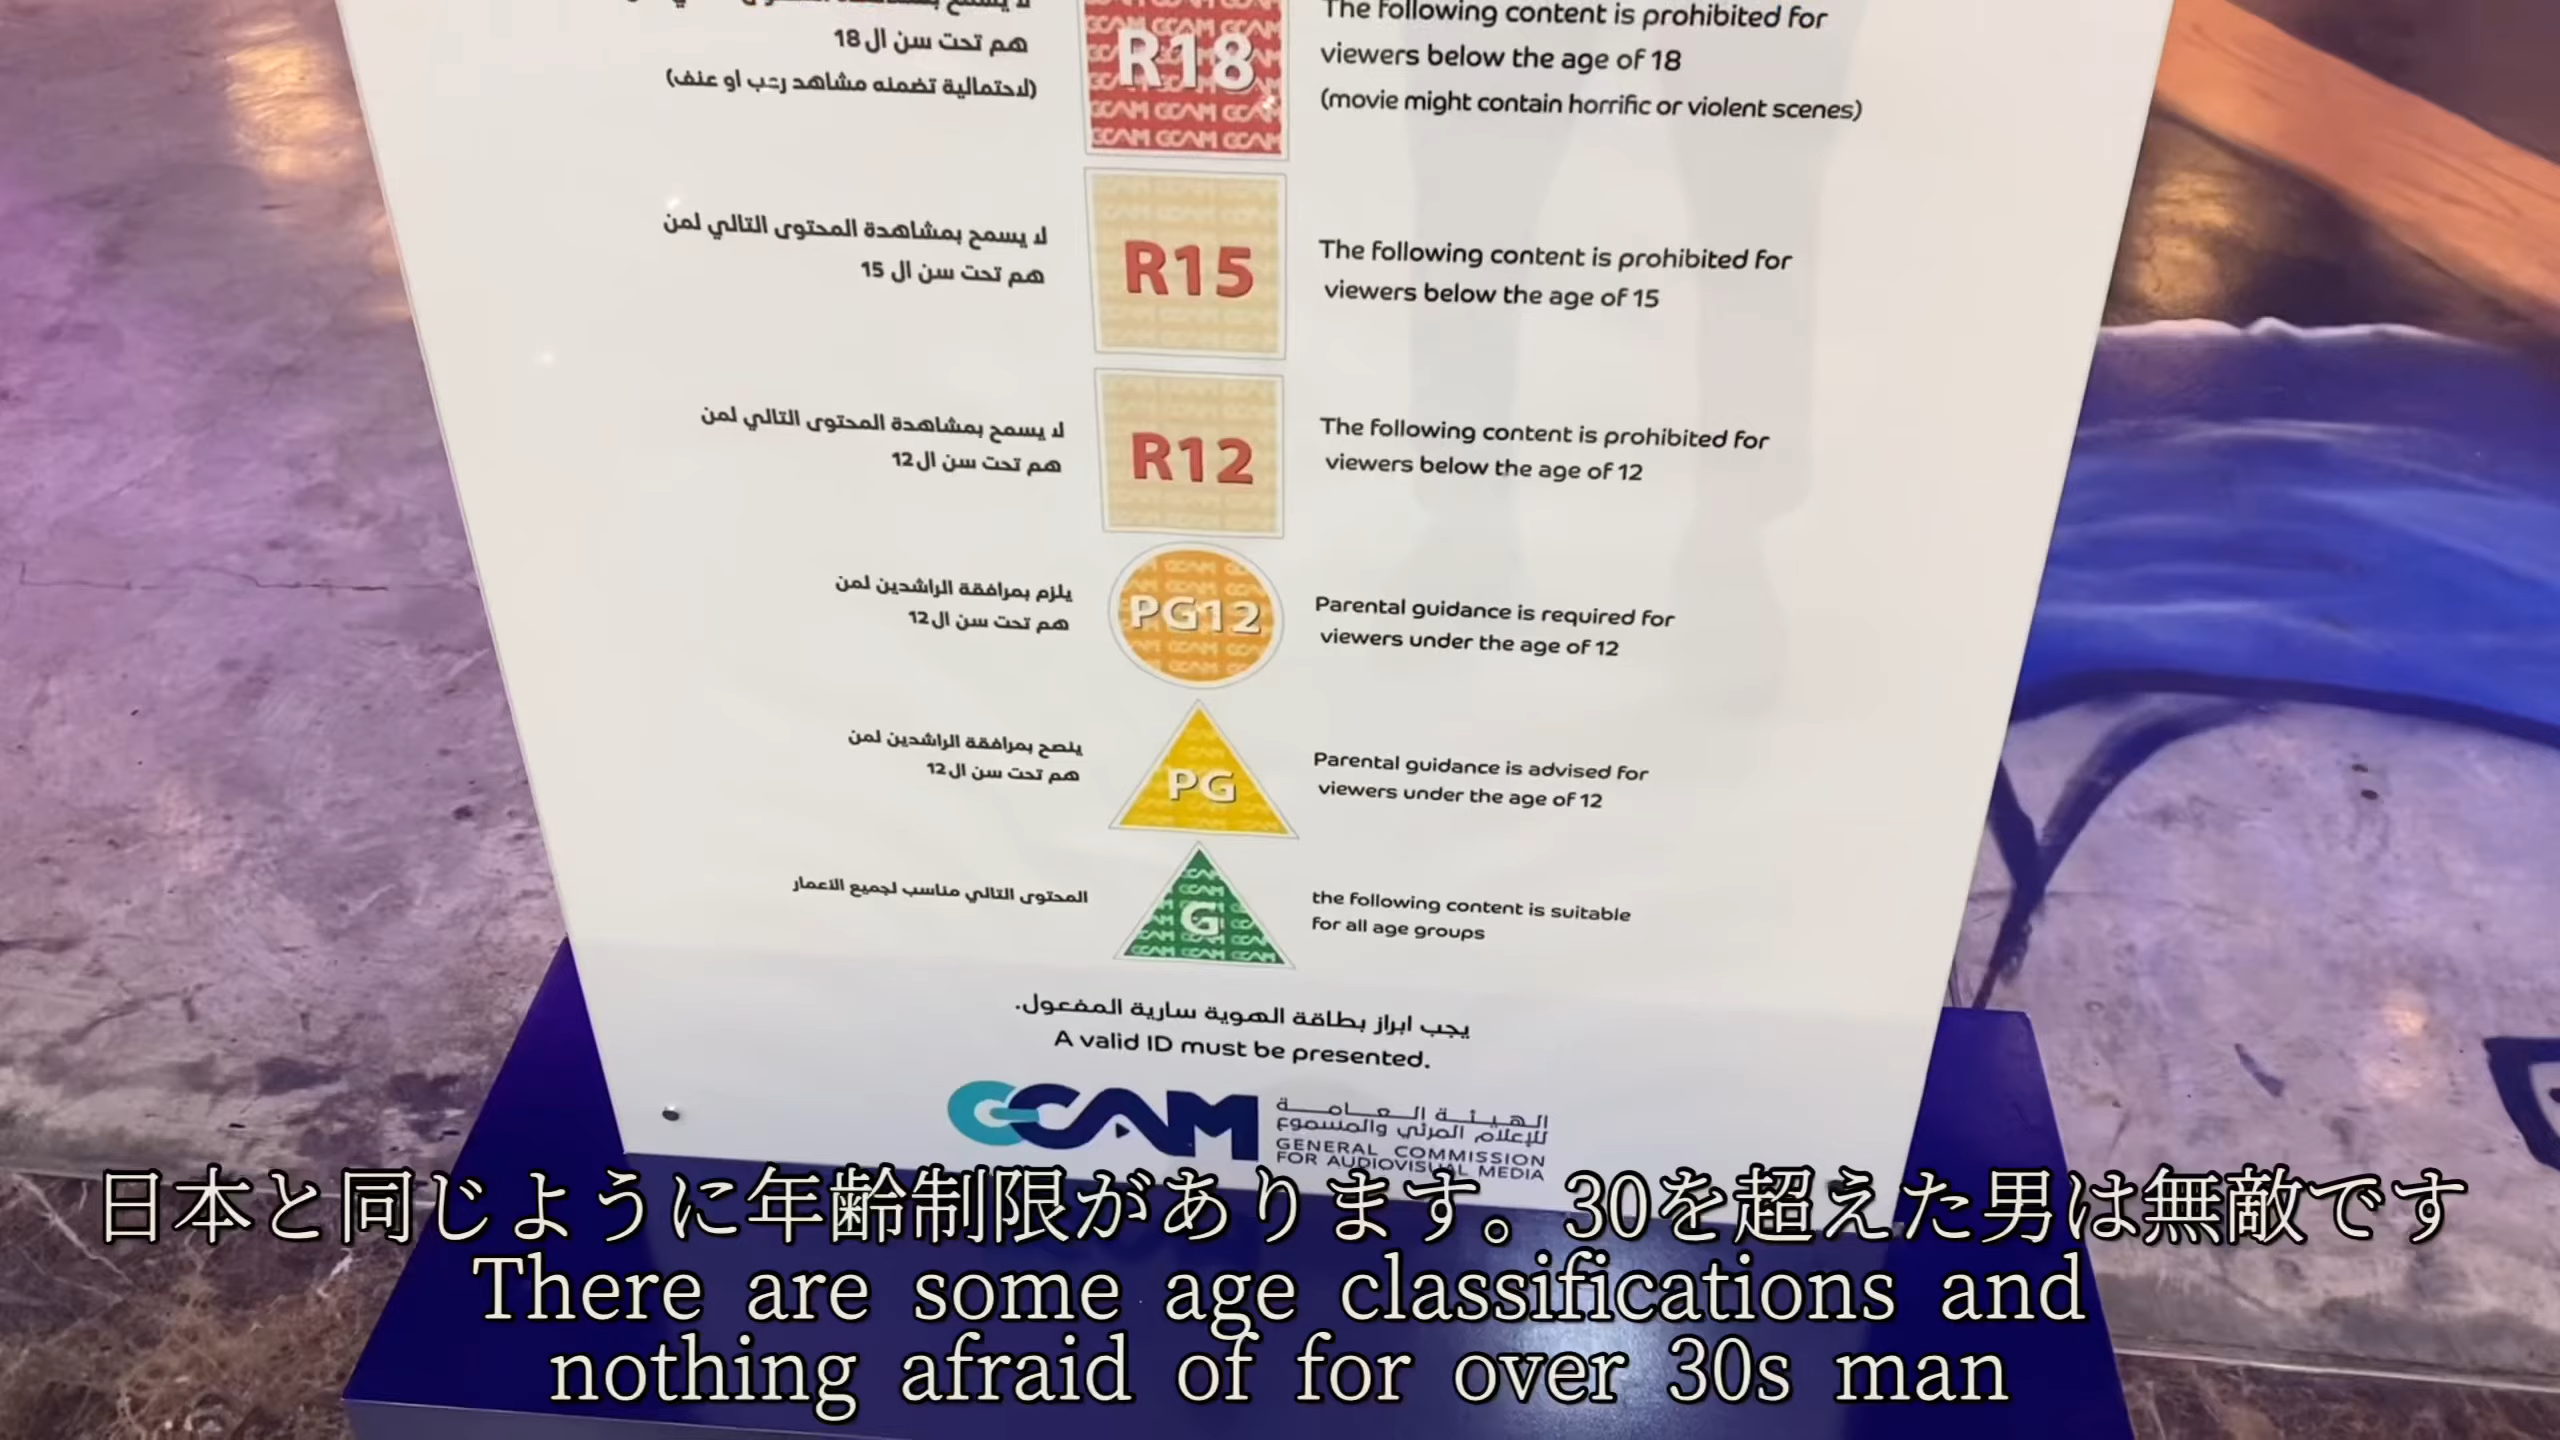 هم تحت سن ال 18
(لاحتمالية تضمنه مشاهد رعب او عنف)
R18
The following content is prohibited for
viewers below the age of 18
(movie might contain horrific or violent scenes)
لا يسمح بمشاهدة المحتوى التالي لمن
هم تحت سن ال 15
R15
The following content is prohibited for
viewers below the age of 15
لا يسمح بمشاهدة المحتوى التالي لمن
هم تحت سن ال 12
R12
The following content is prohibited for
viewers below the age of 12
يلزم بمرافقة الراشدين لمن
هم تحت سن ال 12
PG12
Parental guidance is required for
viewers under the age of 12
ينصح بمرافقة الراشدين لمن
هم تحت سن ال 12
PG
Parental guidance is advised for
viewers under the age of 12
المحتوى التالي مناسب لجميع الاعمار
G
the following content is suitable
for all age groups
يجب ابراز بطاقة الهوية سارية المفعول.
A valid ID must be presented.
GCAM
الهيئة العامة
للإعلام المرئي والمسموع
GENERAL COMMISSION
FOR AUDIOVISUAL MEDIA
日本と同じように年齢制限があります。30を超えた男は無敵です
There are some age classifications and
nothing afraid of for over 30s man